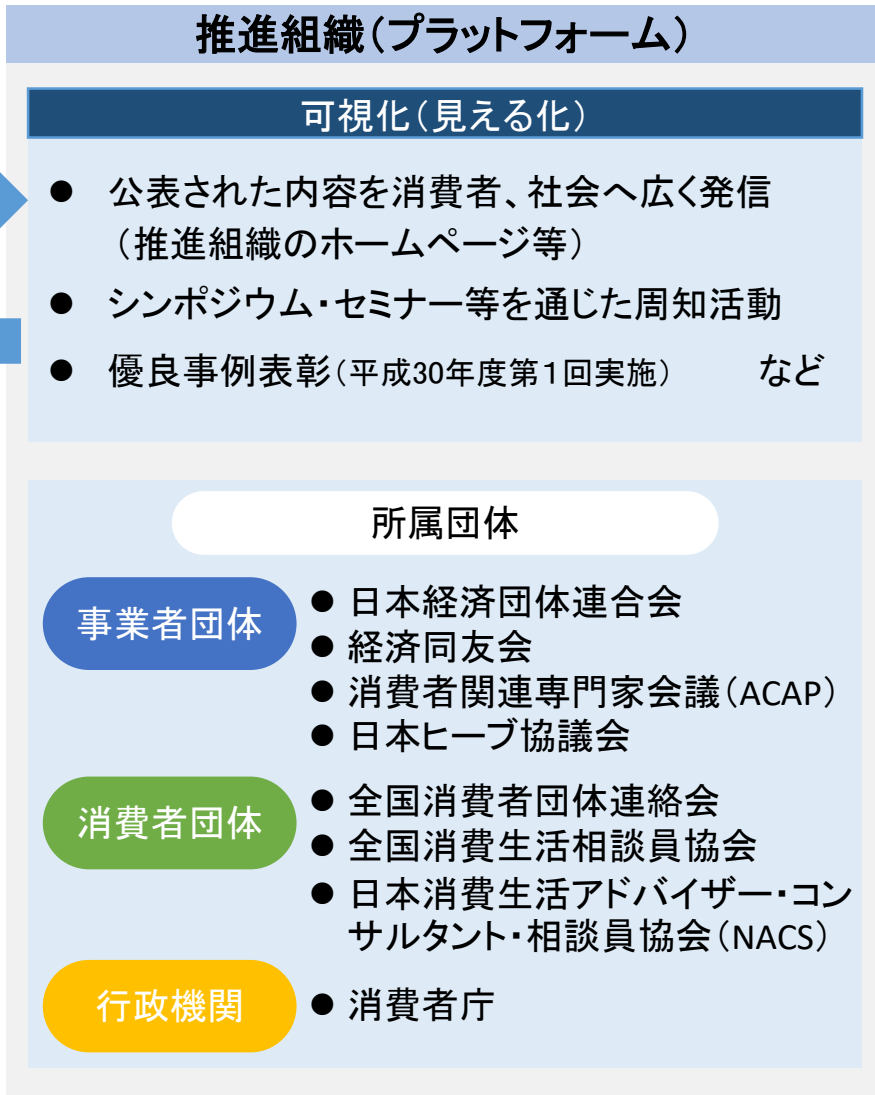 推進組織（プラットフォーム）
可視化（見える化）
● 公表された内容を消費者、社会へ広く発信
（推進組織のホームページ等）
● シンポジウム・セミナー等を通じた周知活動
● 優良事例表彰（平成30年度第１回実施）　　など
所属団体
事業者団体
● 日本経済団体連合会
● 経済同友会
● 消費者関連専門家会議（ACAP）
● 日本ヒーブ協議会
消費者団体
● 全国消費者団体連絡会
● 全国消費生活相談員協会
● 日本消費生活アドバイザー・コン
サルタント・相談員協会（NACS）
行政機関
● 消費者庁